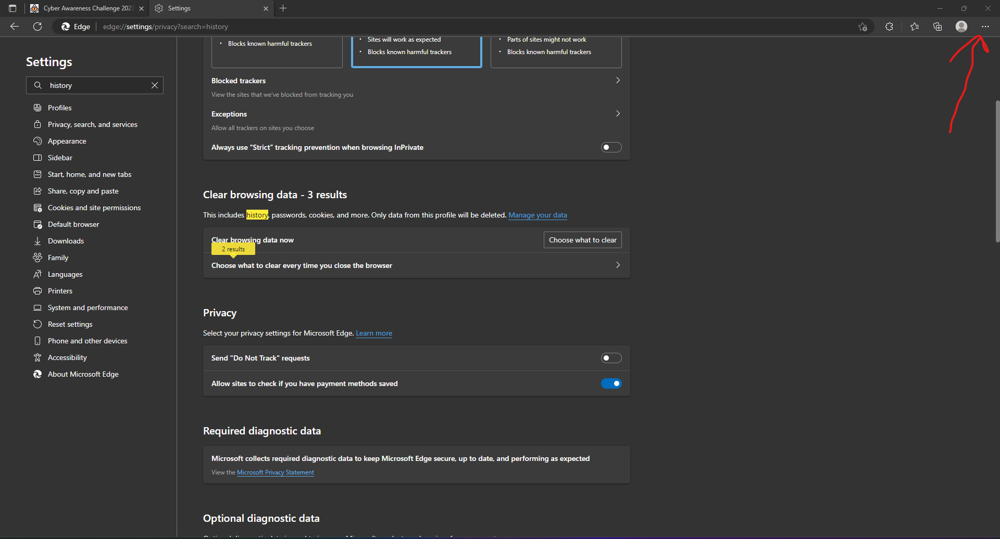 Cyber Awareness Challenge 2023
Settings
Edge
edge://settings/privacy?search=history
Settings
history
Profiles
Privacy, search, and services
Appearance
Sidebar
Start, home, and new tabs
Share, copy and paste
Cookies and site permissions
Default browser
Downloads
Family
Languages
Printers
System and performance
Reset settings
Phone and other devices
Accessibility
About Microsoft Edge
Blocks known harmful trackers
Sites will work as expected
Blocks known harmful trackers
Parts of sites might not work
Blocks known harmful trackers
Blocked trackers
View the sites that we've blocked from tracking you
Exceptions
Allow all trackers on sites you choose
Always use “Strict” tracking prevention when browsing InPrivate
Clear browsing data - 3 results
This includes history, passwords, cookies, and more. Only data from this profile will be deleted. Manage your data
Clear browsing data now
Choose what to clear
2 results
Choose what to clear every time you close the browser
Privacy
Select your privacy settings for Microsoft Edge. Learn more
Send "Do Not Track" requests
Allow sites to check if you have payment methods saved
Required diagnostic data
Microsoft collects required diagnostic data to keep Microsoft Edge secure, up to date, and performing as expected
View the Microsoft Privacy Statement
Optional diagnostic data